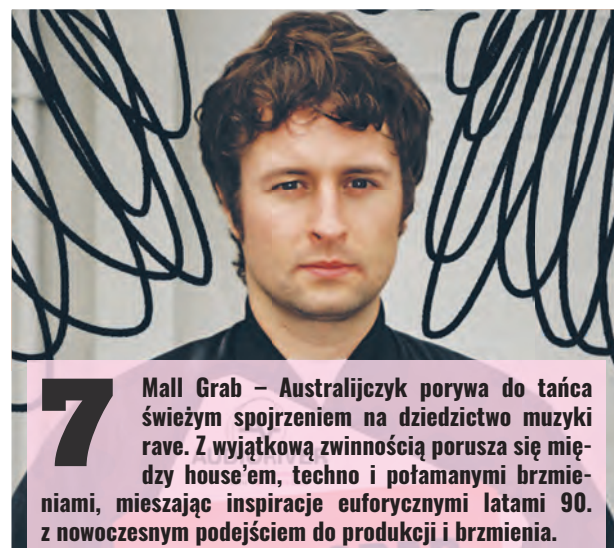 7
Mall Grab – Australijczyk porywa do tańca
świeżym spojrzeniem na dziedzictwo muzyki
rave. Z wyjątkową zwinnością porusza się mię-
dzy house'em, techno i połamanymi brzmie-
niami, mieszając inspiracje euforycznymi latami 90.
z nowoczesnym podejściem do produkcji i brzmienia.